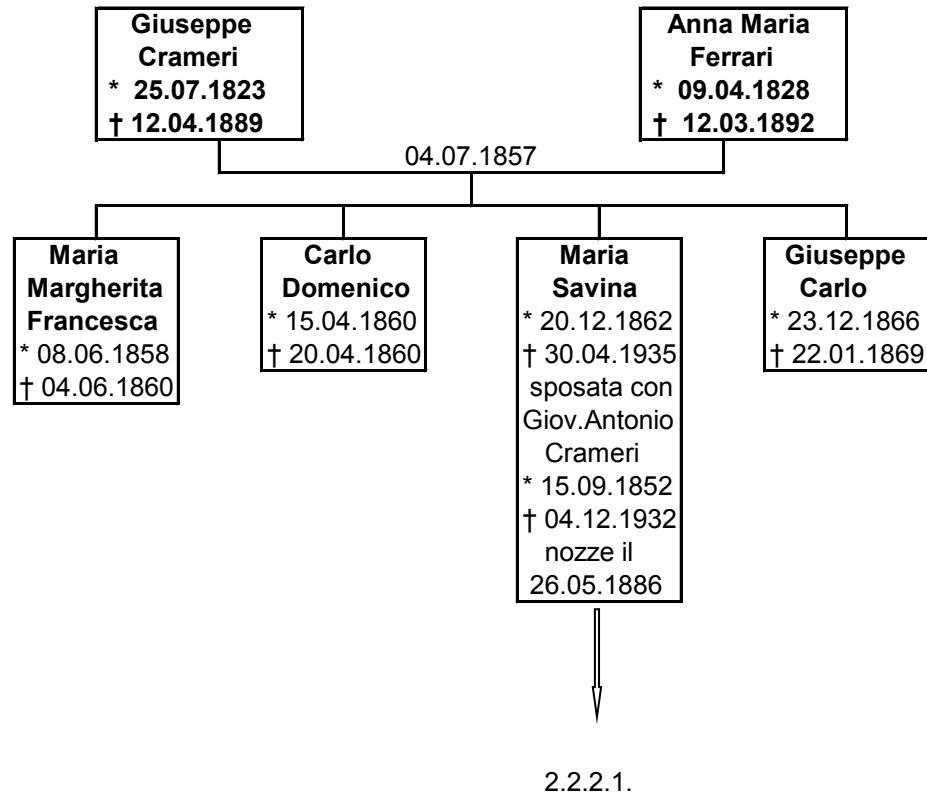 Giuseppe
Crameri
* 25.07.1823
† 12.04.1889
Anna Maria
Ferrari
* 09.04.1828
† 12.03.1892
04.07.1857
Maria
Margherita
Francesca
* 08.06.1858
† 04.06.1860
Carlo
Domenico
* 15.04.1860
† 20.04.1860
Maria
Savina
* 20.12.1862
† 30.04.1935
sposata con
Giov.Antonio
Crameri
* 15.09.1852
† 04.12.1932
nozze il
26.05.1886
Giuseppe
Carlo
* 23.12.1866
† 22.01.1869
2.2.2.1.